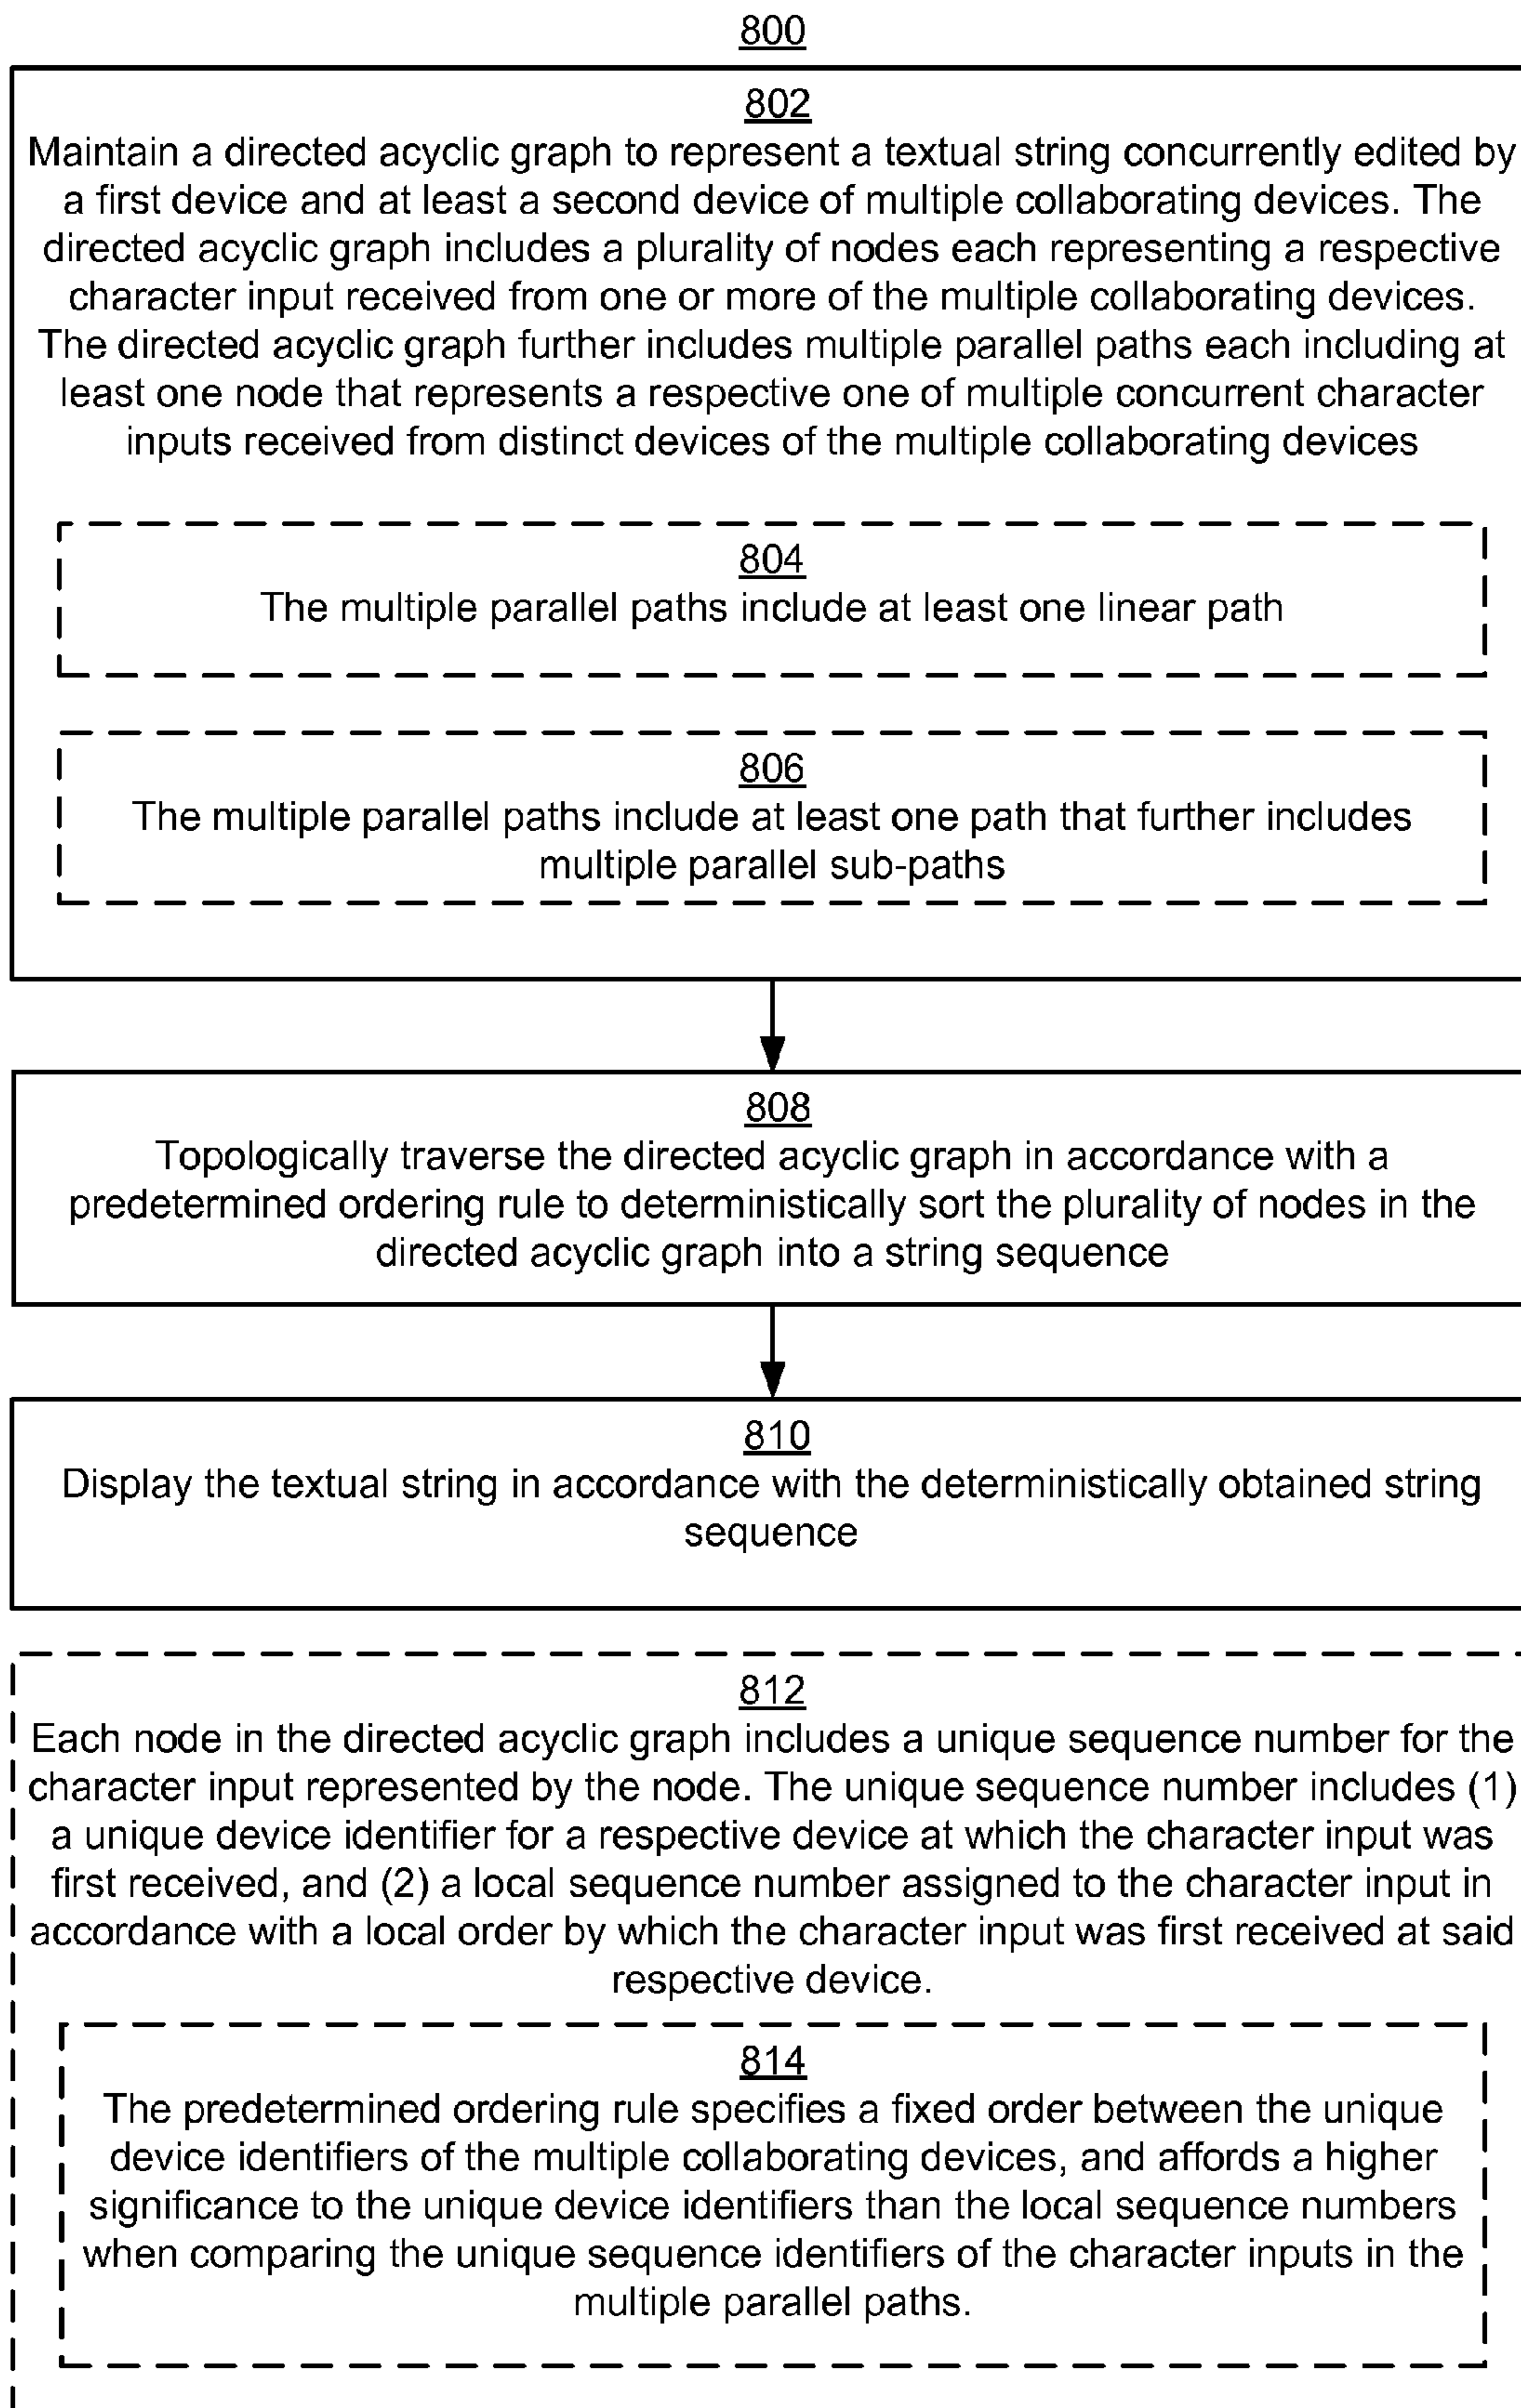 800
802
Maintain a directed acyclic graph to represent a textual string concurrently edited by
a first device and at least a second device of multiple collaborating devices. The
directed acyclic graph includes a plurality of nodes each representing a respective
character input received from one or more of the multiple collaborating devices.
The directed acyclic graph further includes multiple parallel paths each including at
least one node that represents a respective one of multiple concurrent character
inputs received from distinct devices of the multiple collaborating devices
804
The multiple parallel paths include at least one linear path
806
The multiple parallel paths include at least one path that further includes
multiple parallel sub-paths
808
Topologically traverse the directed acyclic graph in accordance with a
predetermined ordering rule to deterministically sort the plurality of nodes in the
directed acyclic graph into a string sequence
810
Display the textual string in accordance with the deterministically obtained string
sequence
812
Each node in the directed acyclic graph includes a unique sequence number for the
character input represented by the node. The unique sequence number includes (1)
a unique device identifier for a respective device at which the character input was
first received, and (2) a local sequence number assigned to the character input in
accordance with a local order by which the character input was first received at said
respective device.
814
The predetermined ordering rule specifies a fixed order between the unique
device identifiers of the multiple collaborating devices, and affords a higher
significance to the unique device identifiers than the local sequence numbers
when comparing the unique sequence identifiers of the character inputs in the
multiple parallel paths.